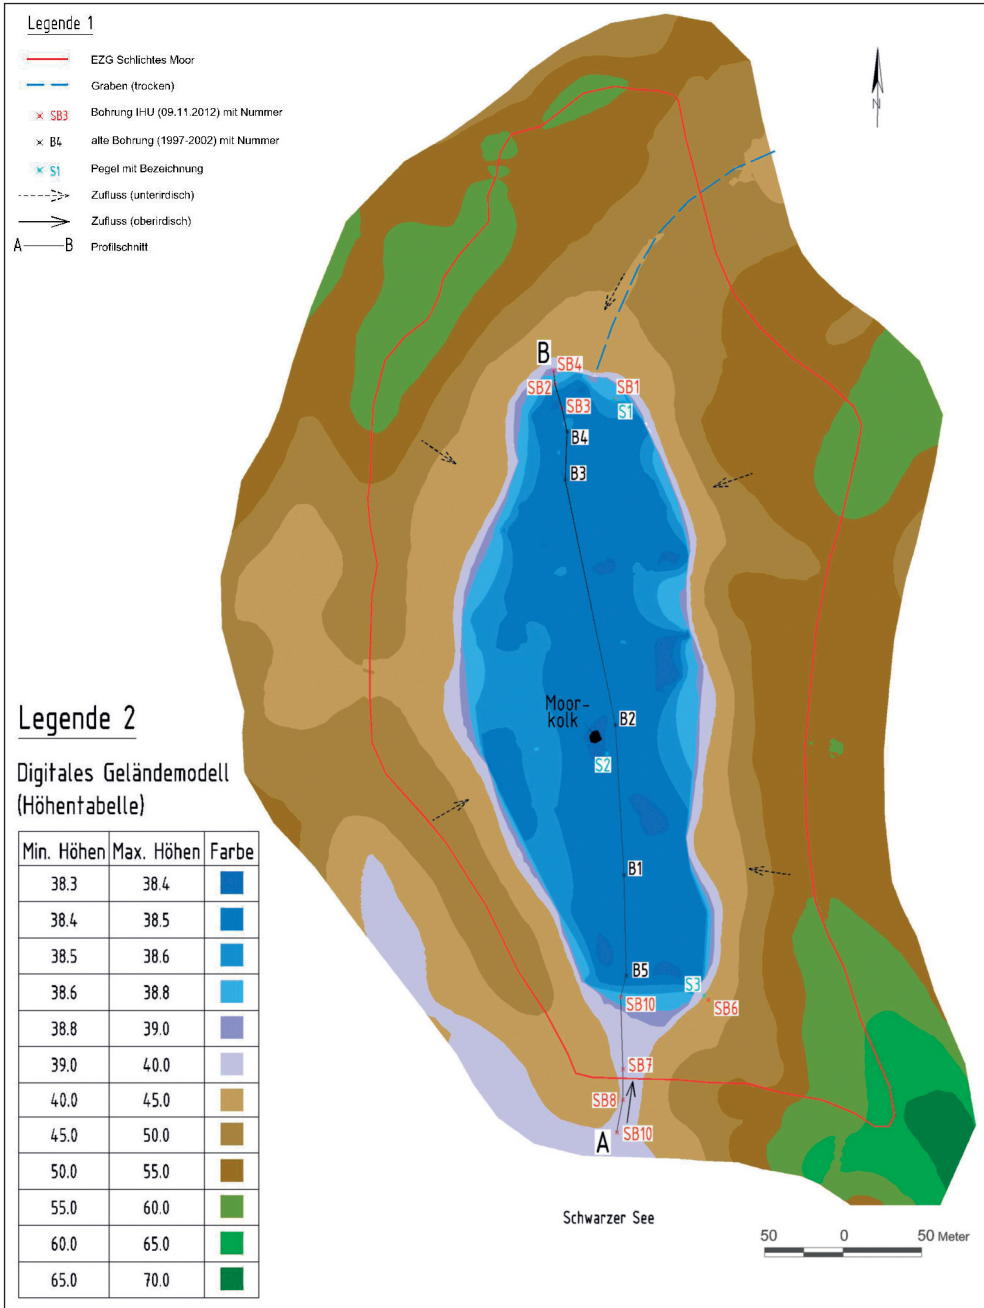 Legende 1
EZG Schlichtes Moor
Graben (trocken)
SB3 Bohrung IHU (09.11.2012) mit Nummer
B4 alte Bohrung (1997-2002) mit Nummer
S1 Pegel mit Bezeichnung
Zufluss (unterirdisch)
Zufluss (oberirdisch)
A B Profilschnitt
N
B
SB4
SB2
SB1
SB3
S1
B4
B3
Moor-
kolk
B2
S2
B1
B5
S3
SB10
SB6
SB7
SB8
A
SB10
Schwarzer See
50 0 50 Meter
Legende 2
Digitales Geländemodell
(Höhentabelle)
Min. Höhen Max. Höhen Farbe
38.3 38.4
38.4 38.5
38.5 38.6
38.6 38.8
38.8 39.0
39.0 40.0
40.0 45.0
45.0 50.0
50.0 55.0
55.0 60.0
60.0 65.0
65.0 70.0